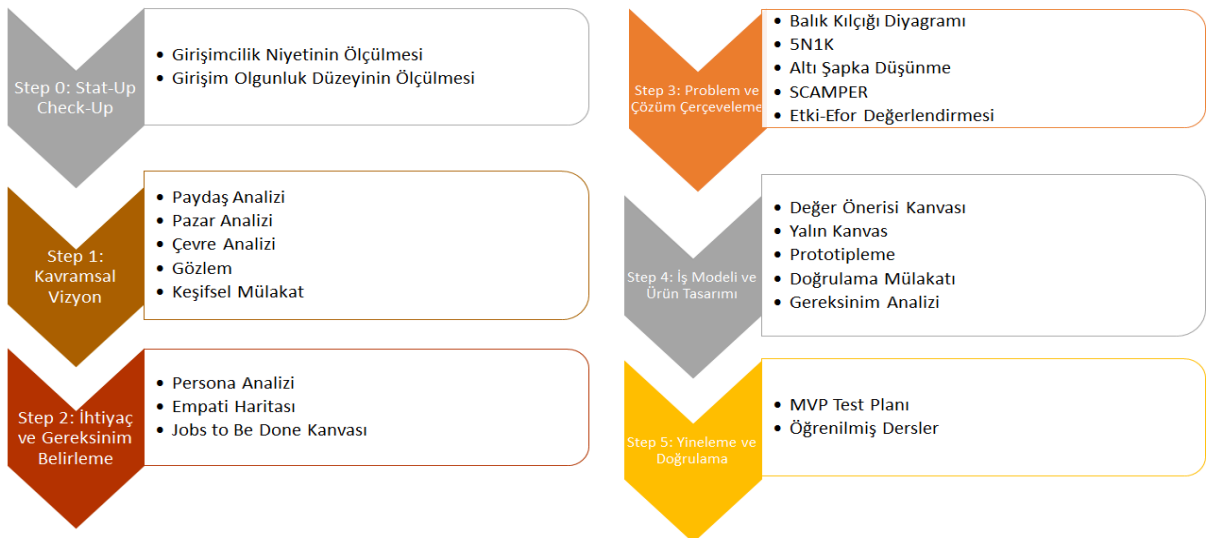 Step 0: Stat-Up
Check-Up
• Girişimcilik Niyetinin Ölçülmesi
• Girişim Olgunluk Düzeyinin Ölçülmesi
Step 1:
Kavramsal
Vizyon
• Paydaş Analizi
• Pazar Analizi
• Çevre Analizi
• Gözlem
• Keşifsel Mülakat
Step 2: İhtiyaç
ve Gereksinim
Belirleme
• Persona Analizi
• Empati Haritası
• Jobs to Be Done Kanvası
Step 3: Problem ve
Çözüm Çerçeveleme
• Balık Kılçığı Diyagramı
• 5N1K
• Altı Şapka Düşünme
• SCAMPER
• Etki-Efor Değerlendirmesi
Step 4: İş Modeli ve
Ürün Tasarımı
• Değer Önerisi Kanvası
• Yalın Kanvas
• Prototipleme
• Doğrulama Mülakatı
• Gereksinim Analizi
Step 5: Yineleme ve
Doğrulama
• MVP Test Planı
• Öğrenilmiş Dersler